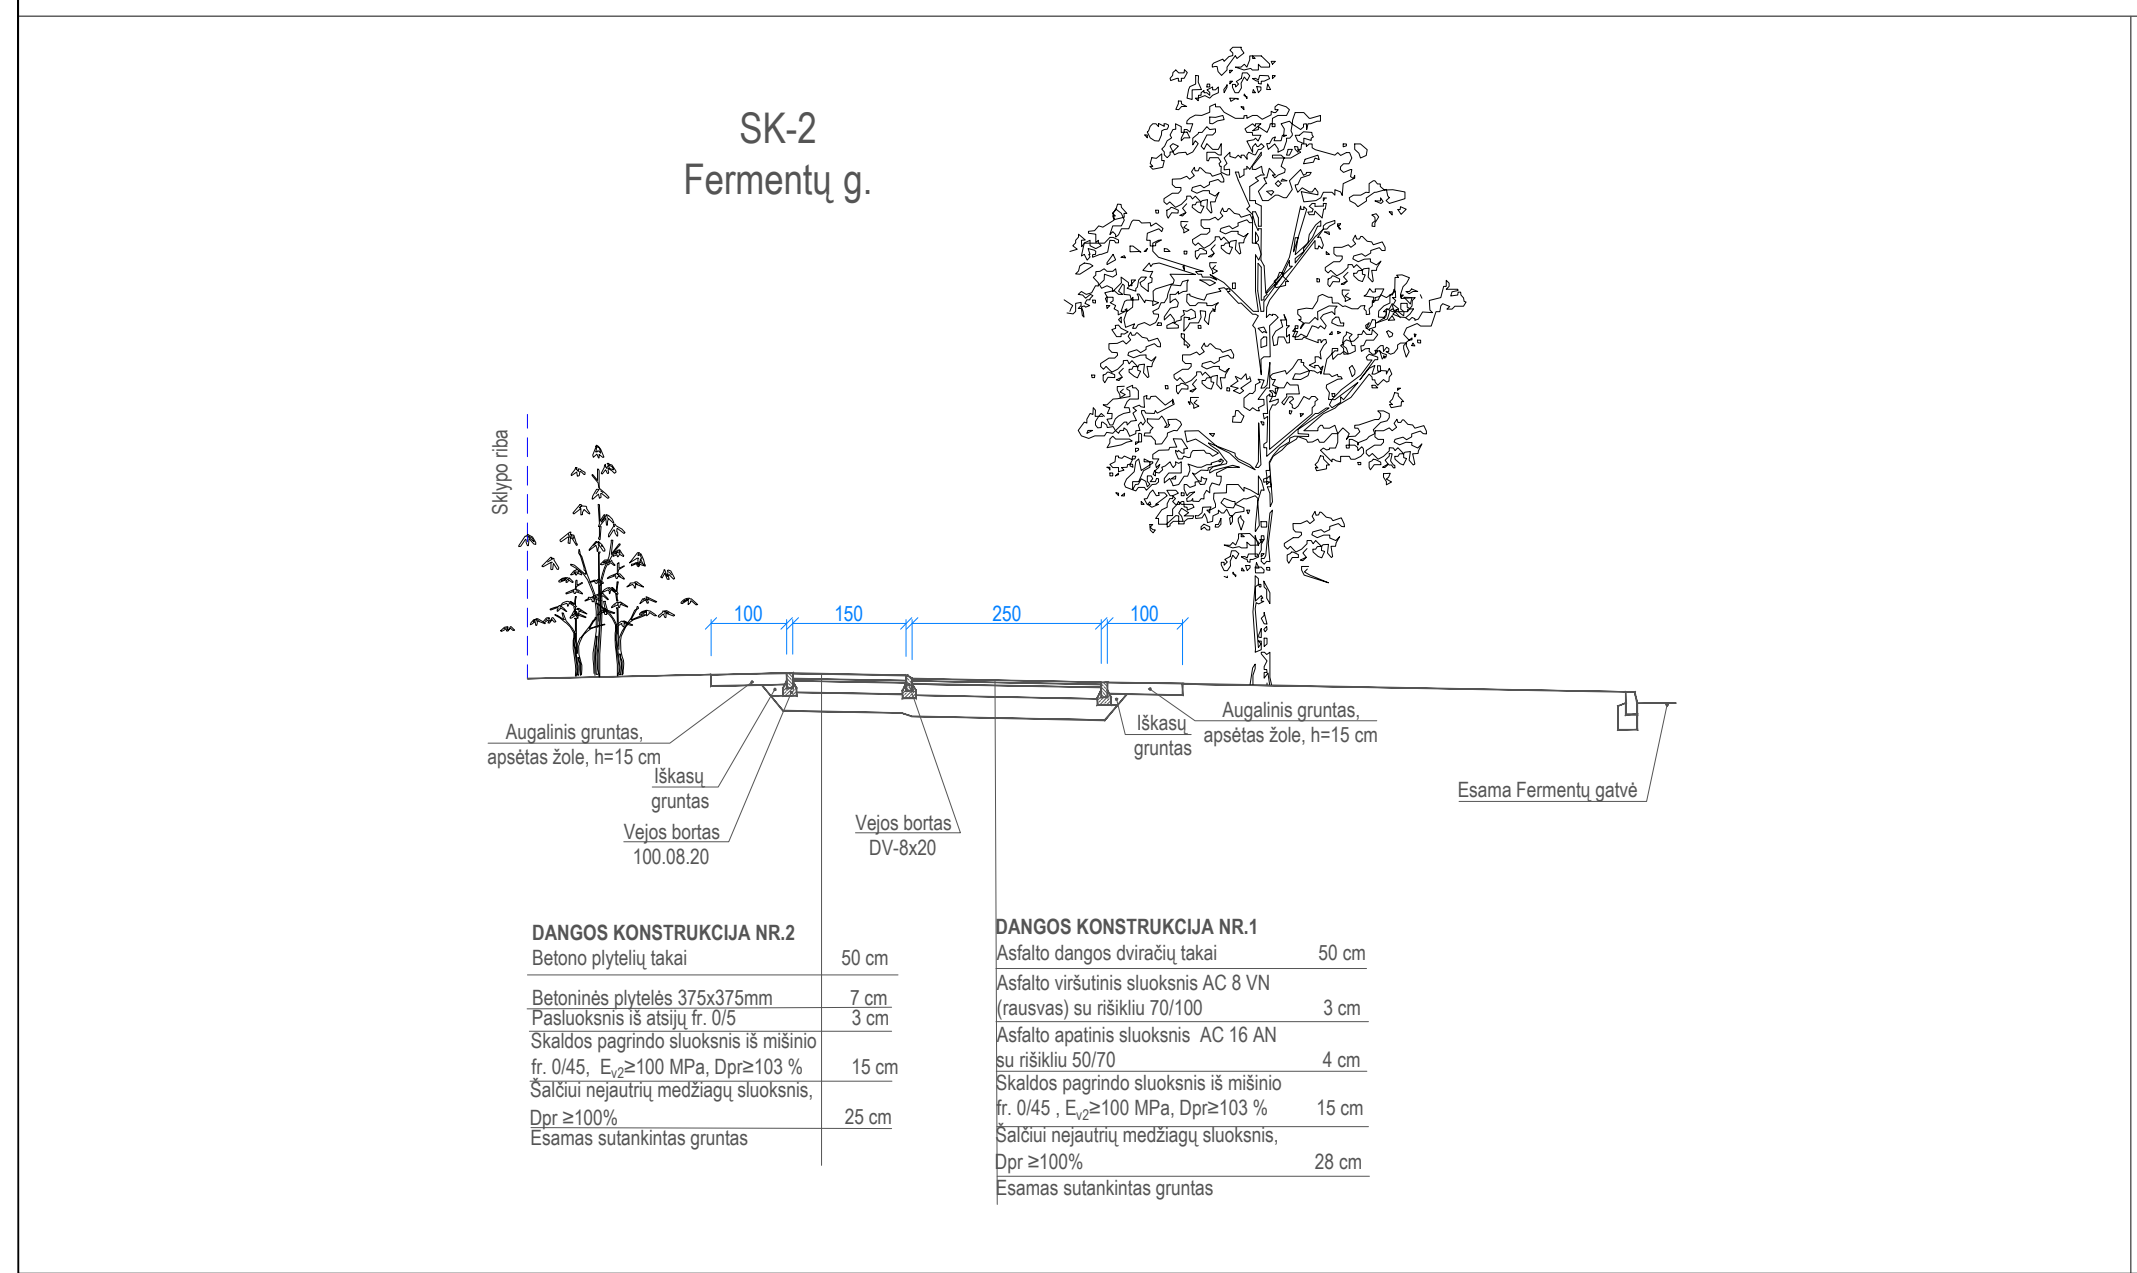 SK-2
Fermentų g.
Sklypo riba
100
150
250
100
Augalinis gruntas,
apsėtas žole, h=15 cm
Iškasų
gruntas
Vejos bortas
100.08.20
Vejos bortas
DV-8x20
Iškasų
gruntas
Augalinis gruntas,
apsėtas žole, h=15 cm
Esama Fermentų gatvė
DANGOS KONSTRUKCIJA NR.2
Betono plytelių takai 50 cm
Betoninės plytelės 375x375mm 7 cm
Pasluoksnis iš atsijų fr. 0/5 3 cm
Skaldos pagrindo sluoksnis iš mišinio
fr. 0/45, Ev2≥100 MPa, Dpr≥103 % 15 cm
Šalčiui nejautrių medžiagų sluoksnis,
Dpr ≥100% 25 cm
Esamas sutankintas gruntas
DANGOS KONSTRUKCIJA NR.1
Asfalto dangos dviračių takai 50 cm
Asfalto viršutinis sluoksnis AC 8 VN
(rausvas) su rišikliu 70/100 3 cm
Asfalto apatinis sluoksnis AC 16 AN
su rišikliu 50/70 4 cm
Skaldos pagrindo sluoksnis iš mišinio
fr. 0/45 , Ev2≥100 MPa, Dpr≥103 % 15 cm
Šalčiui nejautrių medžiagų sluoksnis,
Dpr ≥100% 28 cm
Esamas sutankintas gruntas